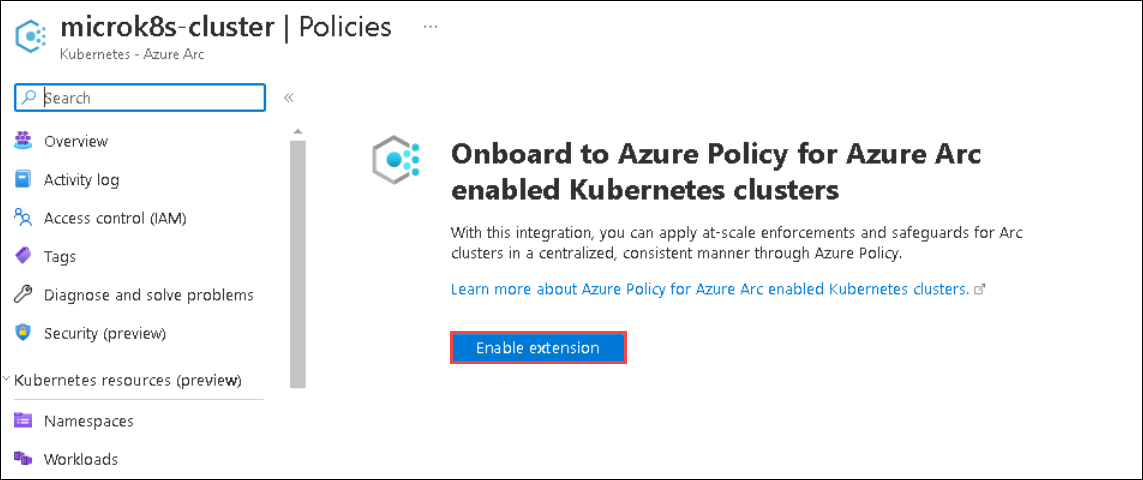 microk8s-cluster | Policies ...
Kubernetes - Azure Arc
Search
«
Overview
Activity log
Access control (IAM)
Tags
Diagnose and solve problems
Security (preview)
Kubernetes resources (preview)
Namespaces
Workloads
Onboard to Azure Policy for Azure Arc
enabled Kubernetes clusters
With this integration, you can apply at-scale enforcements and safeguards for Arc
clusters in a centralized, consistent manner through Azure Policy.
Learn more about Azure Policy for Azure Arc enabled Kubernetes clusters.
Enable extension